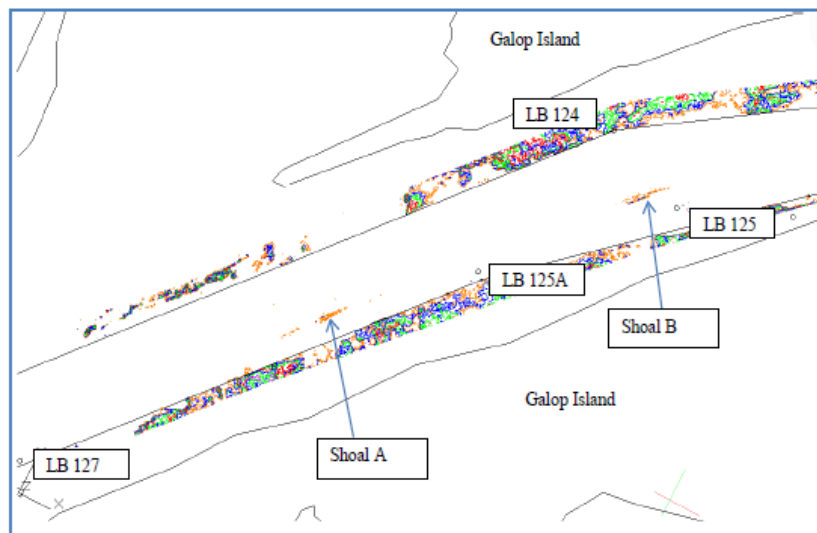 Galop Island
LB 124
LB 125
LB 125A
Shoal B
Galop Island
Shoal A
LB 127